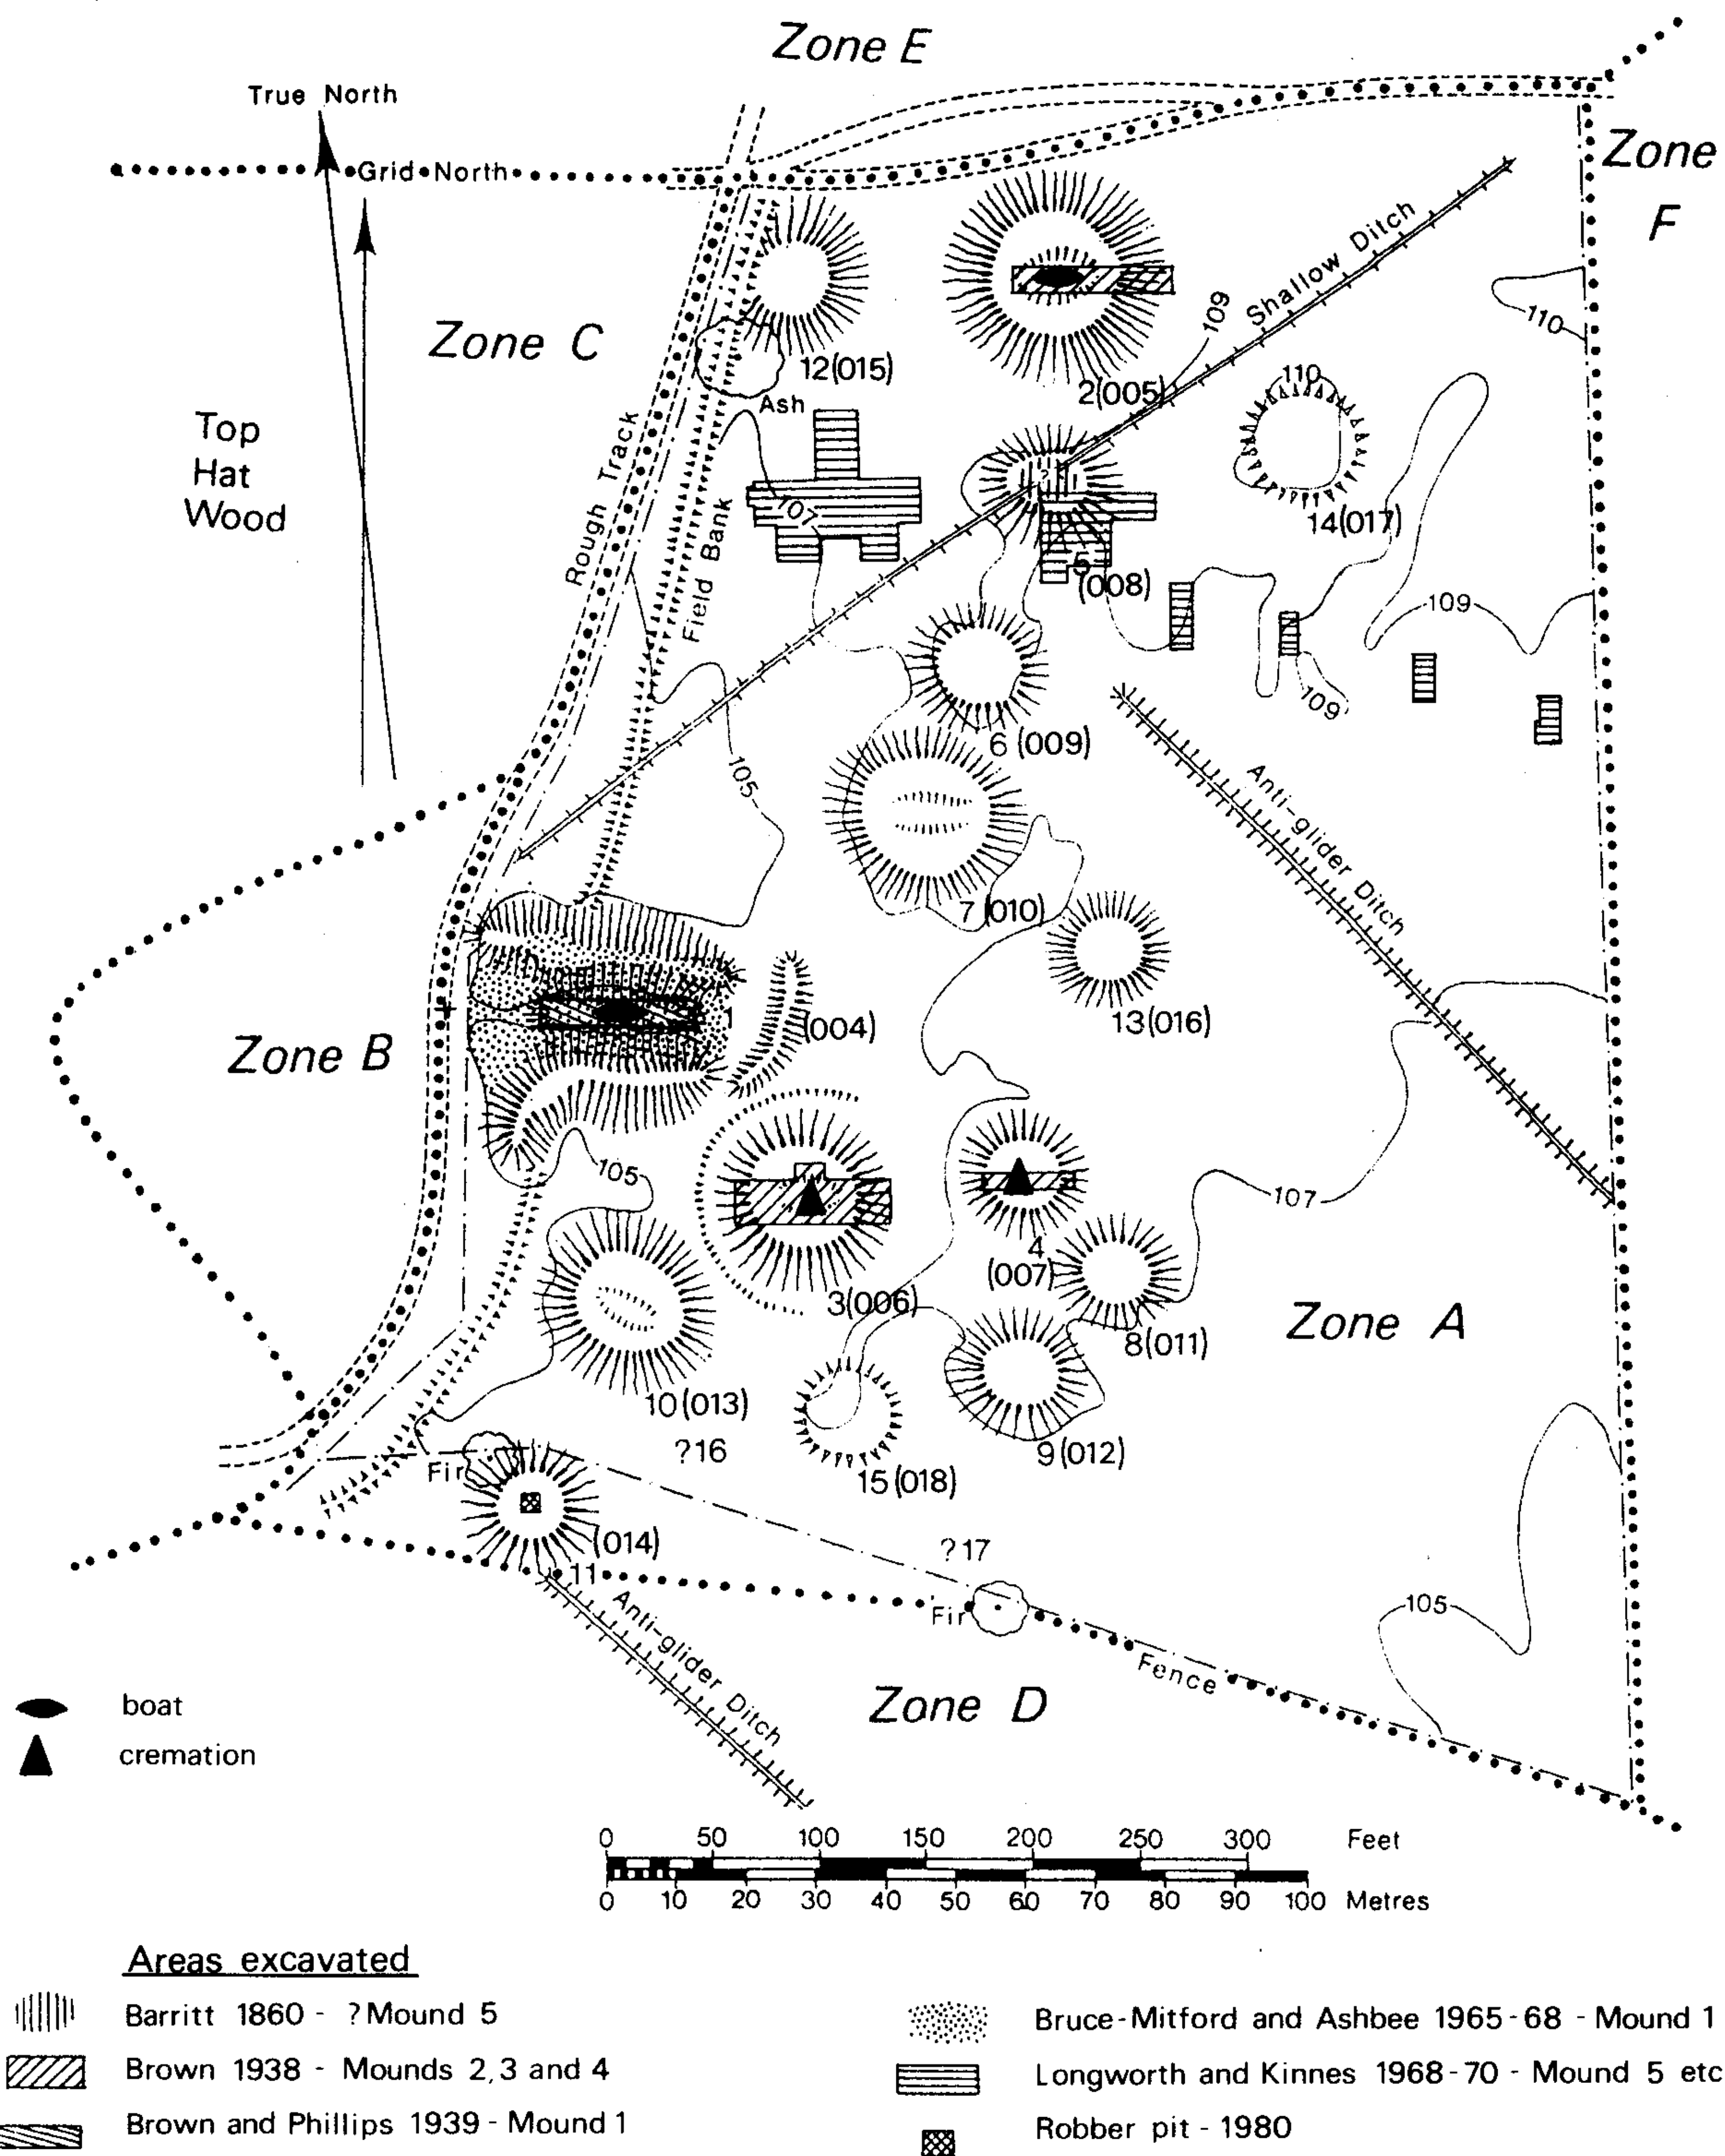 Zone E
True North
Grid North
Zone
F
Zone C
Top
Hat
Wood
12(015)
Ash
2(005)
109
Shallow Ditch
110
110
14(017)
Rough Track
Field Bank
107
5
(008)
109
109
6 (009)
105
Anti-glider Ditch
7(010)
13(016)
1
(004)
Zone B
105
107
4
(007)
3(006)
8(011)
Zone A
10(013)
?16
9(012)
15(018)
Fir
(014)
11
?17
Fir
105
Anti-glider Ditch
Fence
Zone D
boat
cremation
0 50 100 150 200 250 300 Feet
0 10 20 30 40 50 60 70 80 90 100 Metres
Areas excavated
Barritt 1860 - ?Mound 5
Brown 1938 - Mounds 2,3 and 4
Brown and Phillips 1939 - Mound 1
Bruce-Mitford and Ashbee 1965-68 - Mound 1
Longworth and Kinnes 1968-70 - Mound 5 etc
Robber pit - 1980